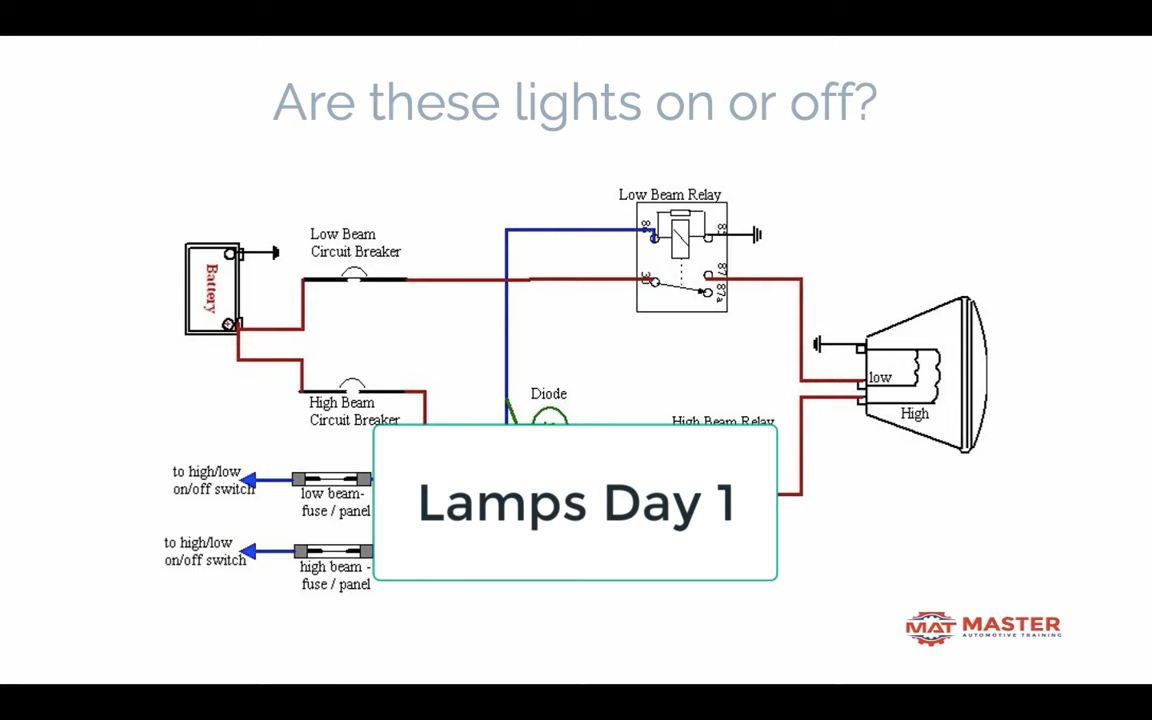 Are these lights on or off?
Low Beam Relay
Low Beam
Circuit Breaker
Battery
86
30
87
87a
low
High
High Beam
Circuit Breaker
Diode
High Beam Relay
to high/low
on/off switch
low beam-
fuse / panel
Lamps Day 1
to high/low
on/off switch
high beam -
fuse / panel
MAT MASTER
AUTOMOTIVE TRAINING